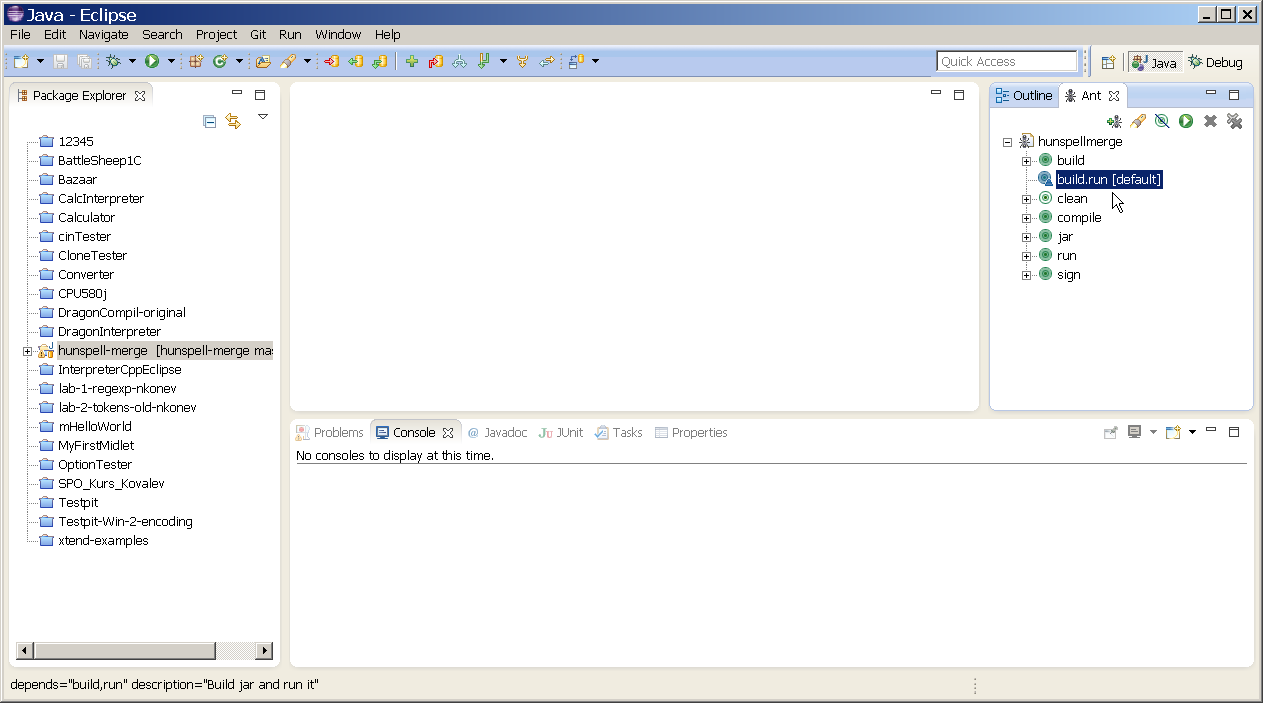 Java - Eclipse
File Edit Navigate Search Project Git Run Window Help
Quick Access
Java
Debug
Package Explorer
12345
BattleSheep1C
Bazaar
CalcInterpreter
Calculator
cinTester
CloneTester
Converter
CPU580j
DragonCompil-original
DragonInterpreter
hunspell-merge [hunspell-merge mas
InterpreterCppEclipse
lab-1-regexp-nkonev
lab-2-tokens-old-nkonev
mHelloWorld
MyFirstMidlet
OptionTester
SPO_Kurs_Kovalev
Testpit
Testpit-Win-2-encoding
xtend-examples
Outline Ant
hunspellmerge
build
build.run [default]
clean
compile
jar
run
sign
Problems Console @ Javadoc Ju JUnit Tasks Properties
No consoles to display at this time.
depends="build,run" description="Build jar and run it"